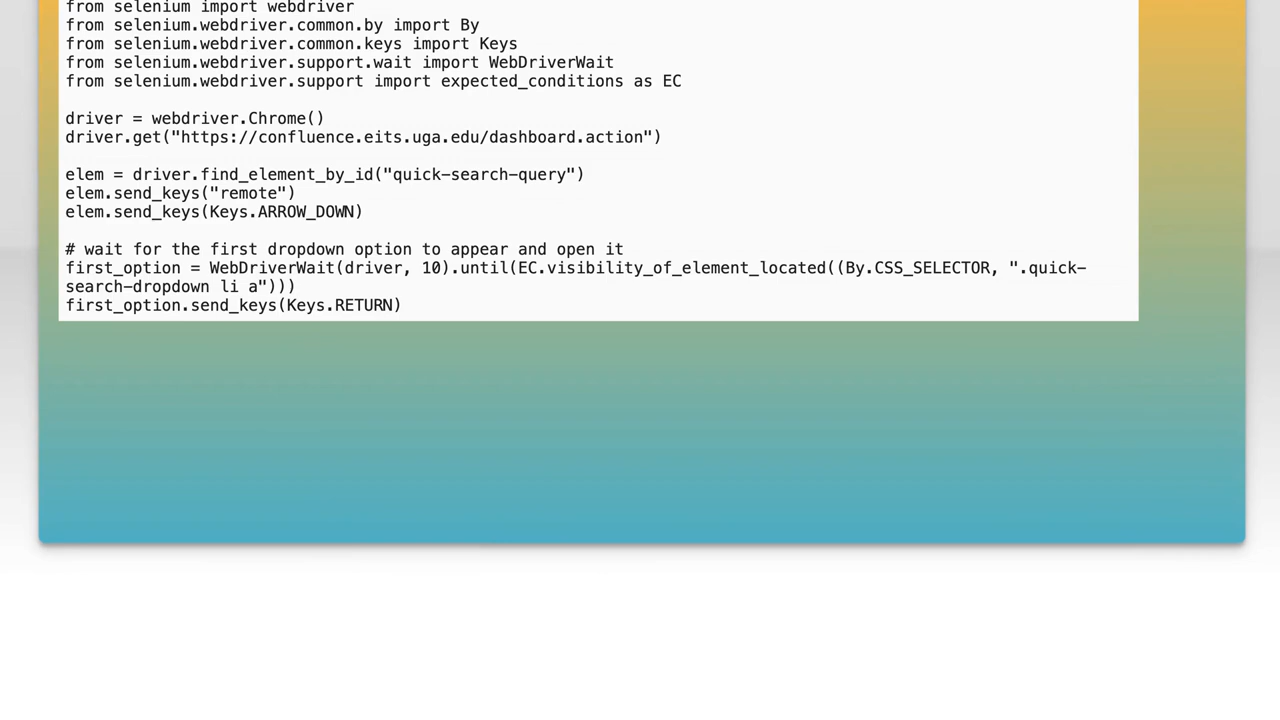 from selenium import webdriver
from selenium.webdriver.common.by import By
from selenium.webdriver.common.keys import Keys
from selenium.webdriver.support.wait import WebDriverWait
from selenium.webdriver.support import expected_conditions as EC
driver = webdriver.Chrome()
driver.get("https://confluence.eits.uga.edu/dashboard.action")
elem = driver.find_element_by_id("quick-search-query")
elem.send_keys("remote")
elem.send_keys(Keys.ARROW_DOWN)
# wait for the first dropdown option to appear and open it
first_option = WebDriverWait(driver, 10).until(EC.visibility_of_element_located((By.CSS_SELECTOR, ".quick-
search-dropdown li a")))
first_option.send_keys(Keys.RETURN)